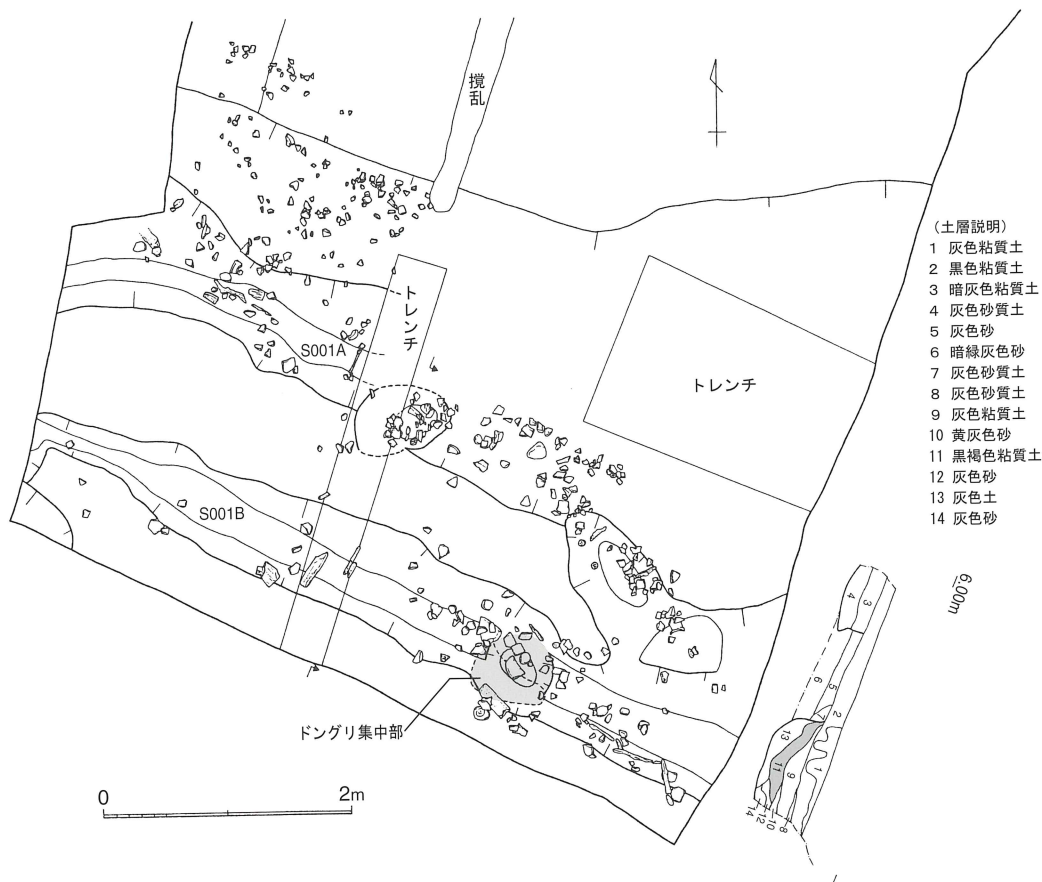 撹乱
トレンチ
トレンチ
S001A
S001B
ドングリ集中部
0 2m
(土層説明)
1 灰色粘質土
2 黒色粘質土
3 暗灰色粘質土
4 灰色砂質土
5 灰色砂
6 暗緑灰色砂
7 灰色砂質土
8 灰色砂質土
9 灰色粘質土
10 黄灰色砂
11 黒褐色粘質土
12 灰色砂
13 灰色土
14 灰色砂
6.00m
4
3
6
5
2
13
11
9
1
14
12
10
8